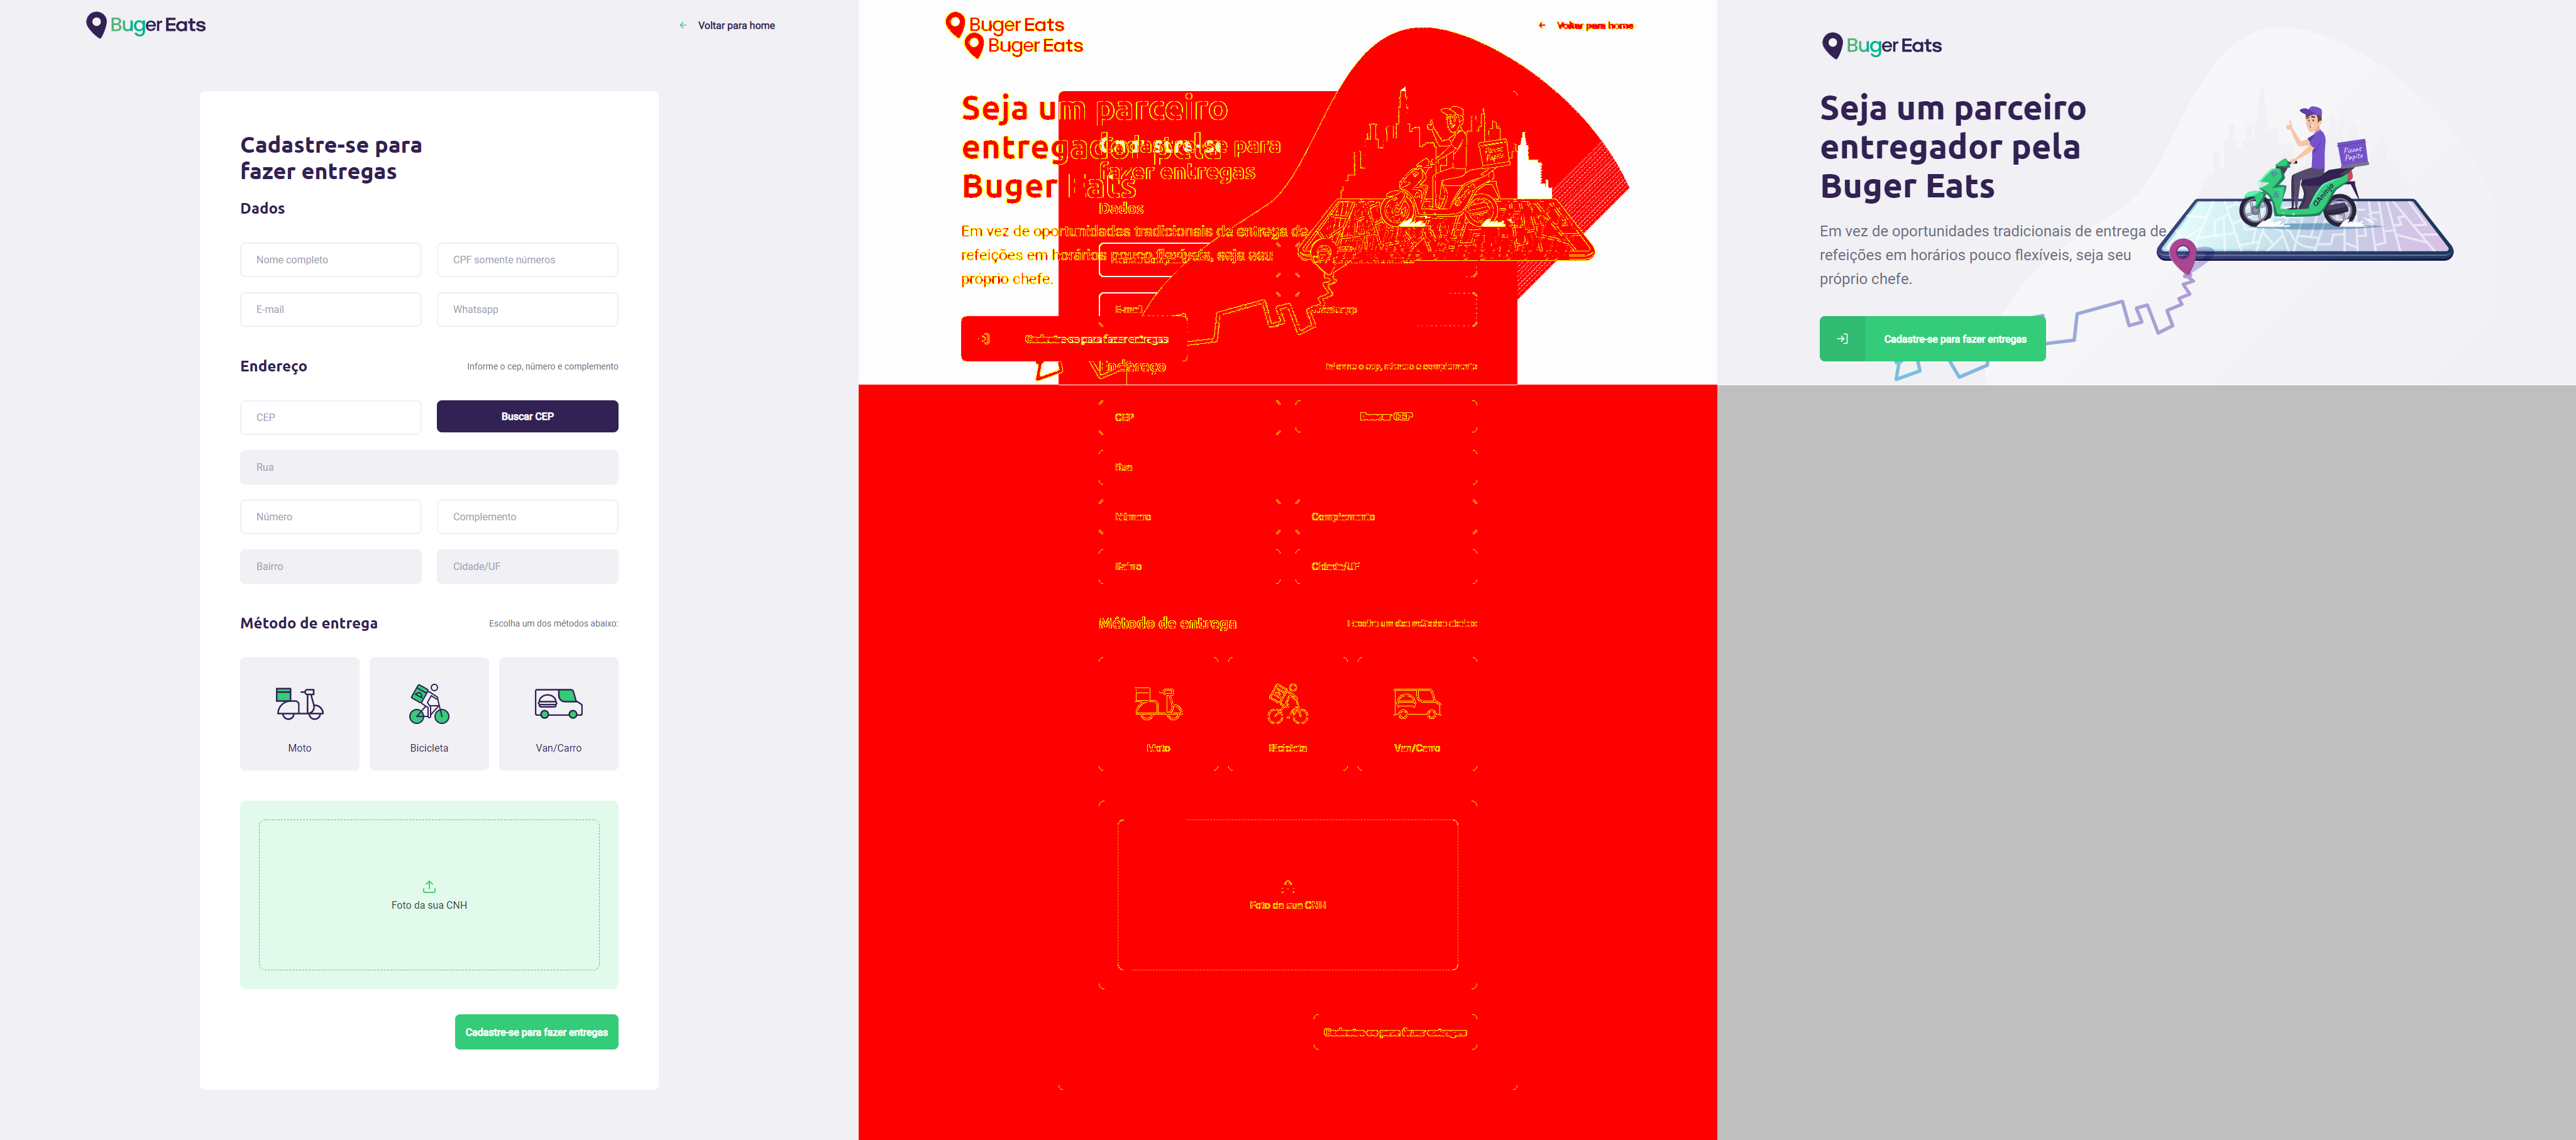 Buger Eats
Voltar para home
Cadastre-se para
fazer entregas
Dados
Nome completo
CPF somente números
E-mail
Whatsapp
Endereço
Informe o cep, número e complemento
CEP
Buscar CEP
Rua
Número
Complemento
Bairro
Cidade/UF
Método de entrega
Escolha um dos métodos abaixo:
Moto
Bicicleta
Van/Carro
Foto da sua CNH
Cadastre-se para fazer entregas
Buger Eats
Buger Eats
Voltar para home
Seja um parceiro
entregador pela
Buger Eats
Cadastre-se para
fazer entregas
Dados
Em vez de oportunidades tradicionais de entrega de
refeições em horários pouco flexíveis, seja seu
próprio chefe.
E-mail
Whatsapp
Cadastre-se para fazer entregas
Endereço
Informe o cep, número e complemento
Pizzas
Papito
CEP
Buscar CEP
Rua
Número
Complemento
Bairro
Cidade/UF
Método de entrega
Escolha um dos métodos abaixo:
Moto
Bicicleta
Van/Carro
Foto da sua CNH
Cadastre-se para fazer entregas
Buger Eats
Seja um parceiro
entregador pela
Buger Eats
Em vez de oportunidades tradicionais de entrega de
refeições em horários pouco flexíveis, seja seu
próprio chefe.
Cadastre-se para fazer entregas
Pizzas
Papito
QAninja